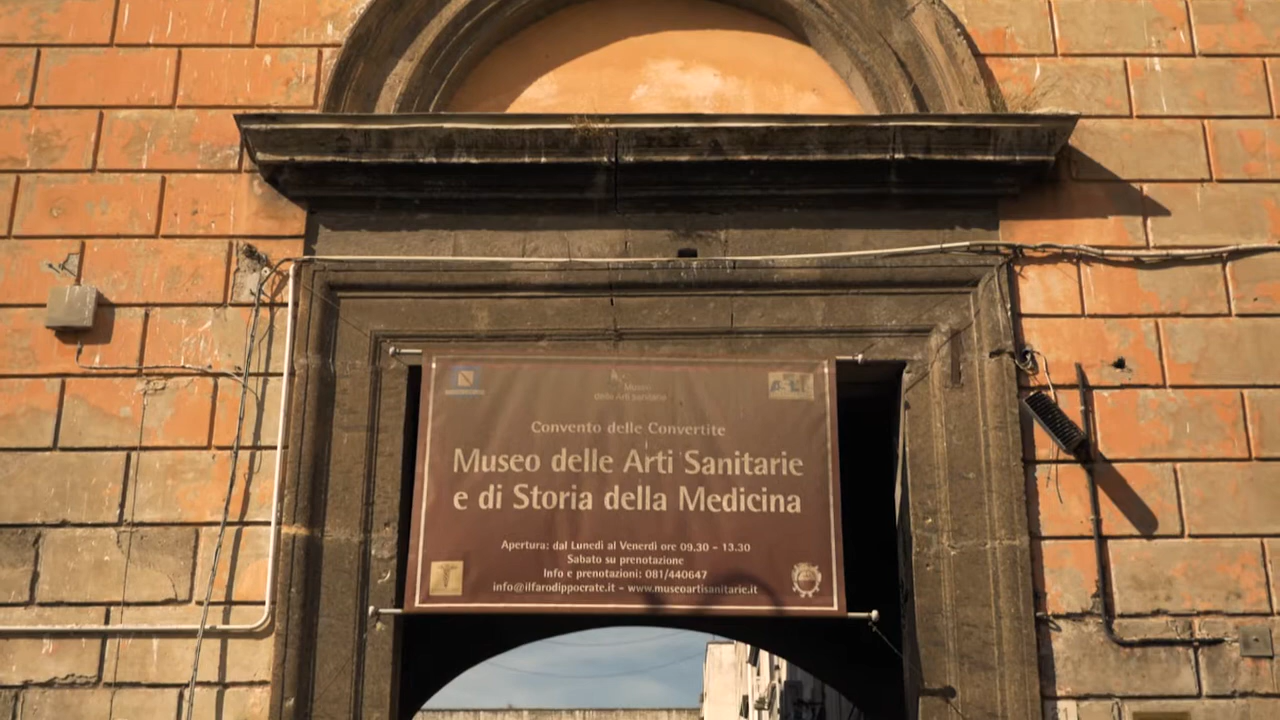 Museo
delle Arti Sanitarie
Convento delle Convertite
Museo delle Arti Sanitarie
e di Storia della Medicina
Apertura: dal Lunedì al Venerdì ore 09.30 - 13.30
Sabato su prenotazione
Info e prenotazioni: 081/440647
info@ilfarodippocrate.it - www.museoartisanitarie.it